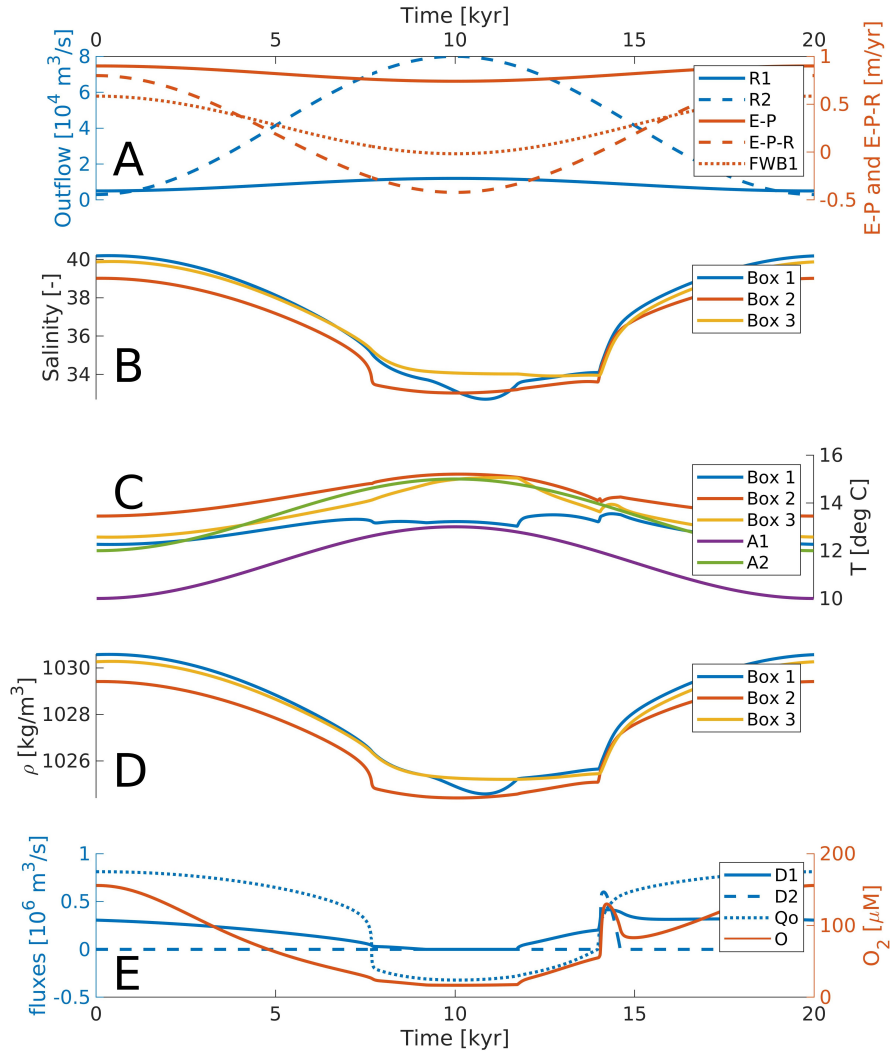 Time [kyr]
0 5 10 15 20
Outflow [10⁴ m³/s]
8
6
4
2
0
A
R1
R2
E-P
E-P-R
FWB1
1
0.5
0
-0.5
E-P and E-P-R [m/yr]
Salinity [-]
40
38
36
34
B
Box 1
Box 2
Box 3
C
Box 1
Box 2
Box 3
A1
A2
16
14
12
10
T [deg C]
ρ [kg/m³]
1030
1028
1026
D
Box 1
Box 2
Box 3
fluxes [10⁶ m³/s]
1
0.5
0
-0.5
E
D1
D2
Qo
O
200
100
0
O₂ [μM]
0 5 10 15 20
Time [kyr]